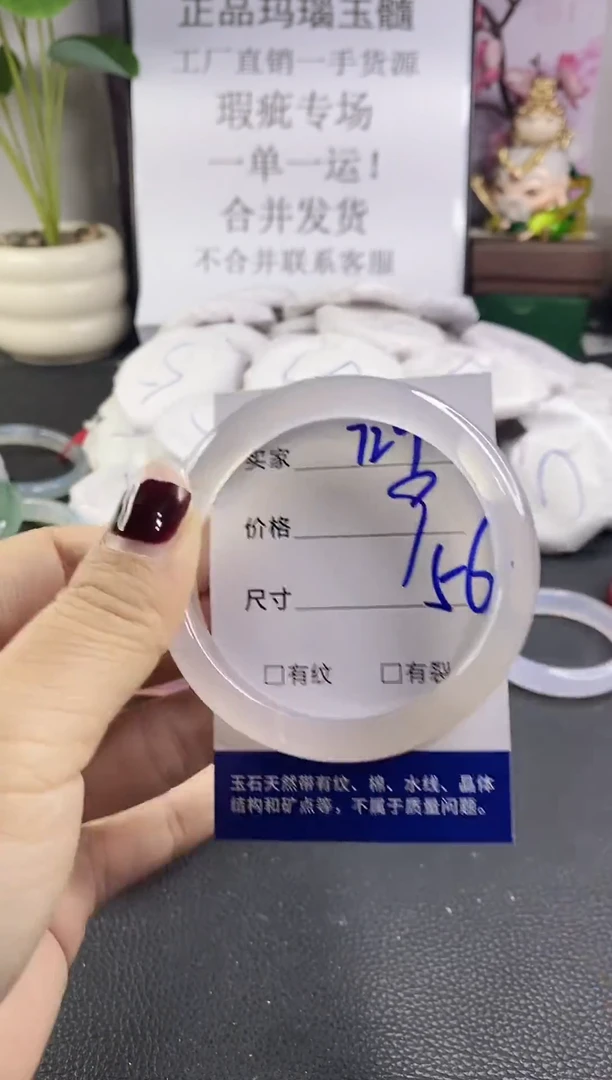 正品玛瑙玉髓
工厂直销一手货源
瑕疵专场
一单一运！
合并发货
不合并联系客服
买家
价格
尺寸 56
□有纹 □有裂
玉石天然带有纹、棉、水线、晶体
结构和矿点等，不属于质量问题。